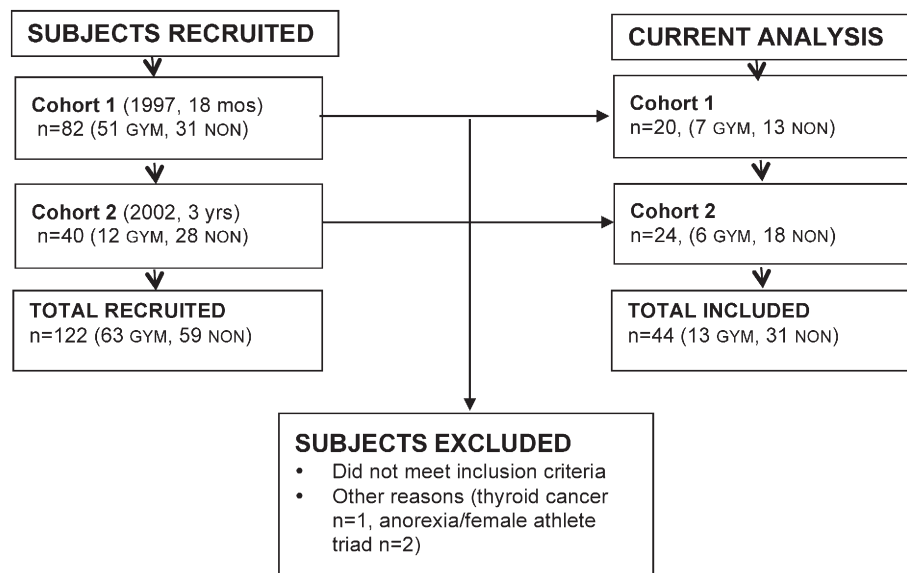 SUBJECTS RECRUITED
Cohort 1 (1997, 18 mos)
n=82 (51 GYM, 31 NON)
Cohort 2 (2002, 3 yrs)
n=40 (12 GYM, 28 NON)
TOTAL RECRUITED
n=122 (63 GYM, 59 NON)
CURRENT ANALYSIS
Cohort 1
n=20, (7 GYM, 13 NON)
Cohort 2
n=24, (6 GYM, 18 NON)
TOTAL INCLUDED
n=44 (13 GYM, 31 NON)
SUBJECTS EXCLUDED
• Did not meet inclusion criteria
• Other reasons (thyroid cancer
n=1, anorexia/female athlete
triad n=2)